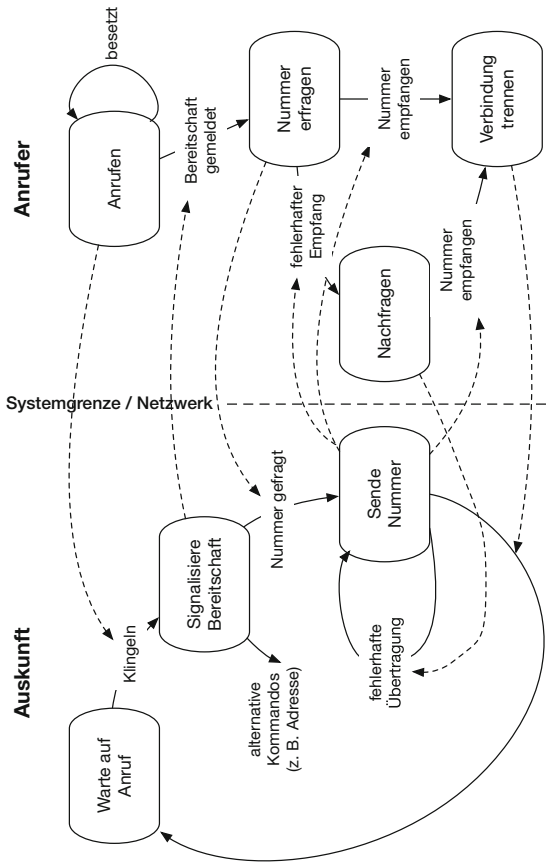 Auskunft
Systemgrenze / Netzwerk
Anrufer
Warte auf
Anruf
Klingeln
Signalisiere
Bereitschaft
alternative
Kommandos
(z. B. Adresse)
Nummer gefragt
Sende
Nummer
fehlerhafte
Übertragung
Anrufen
besetzt
Bereitschaft
gemeldet
Nummer
erfragen
fehlerhafter
Empfang
Nummer
empfangen
Nachfragen
Nummer
empfangen
Verbindung
trennen